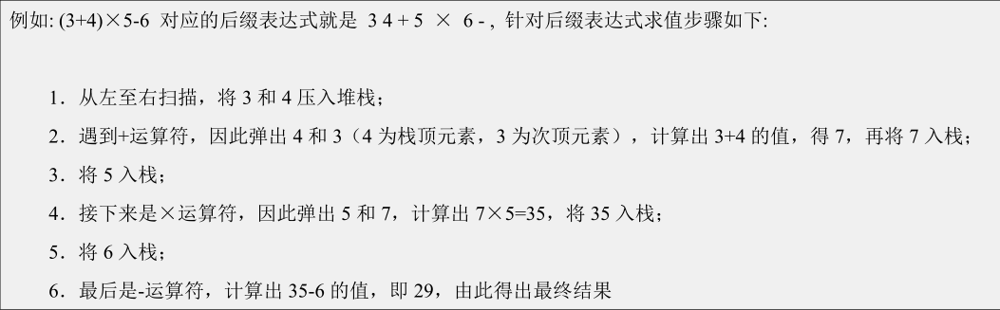 例如: (3+4)×5-6 对应的后缀表达式就是 3 4 + 5 × 6 - , 针对后缀表达式求值步骤如下:
1．从左至右扫描，将 3 和 4 压入堆栈；
2．遇到+运算符，因此弹出 4 和 3（4 为栈顶元素，3 为次顶元素），计算出 3+4 的值，得 7，再将 7 入栈；
3．将 5 入栈；
4．接下来是×运算符，因此弹出 5 和 7，计算出 7×5=35，将 35 入栈；
5．将 6 入栈；
6．最后是-运算符，计算出 35-6 的值，即 29，由此得出最终结果